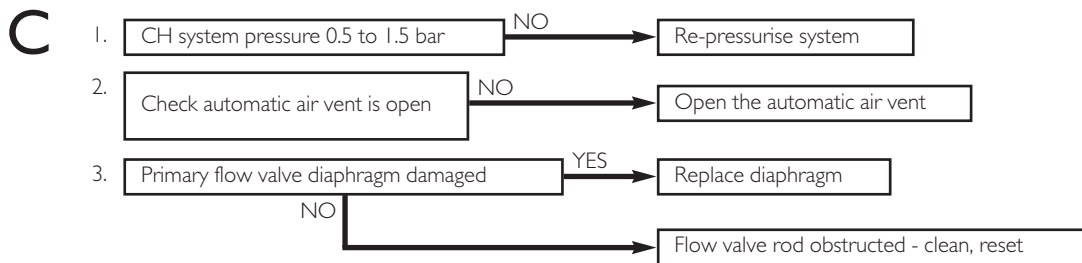 C
1. CH system pressure 0.5 to 1.5 bar NO Re-pressurise system
2. Check automatic air vent is open NO Open the automatic air vent
3. Primary flow valve diaphragm damaged YES Replace diaphragm
NO
Flow valve rod obstructed - clean, reset